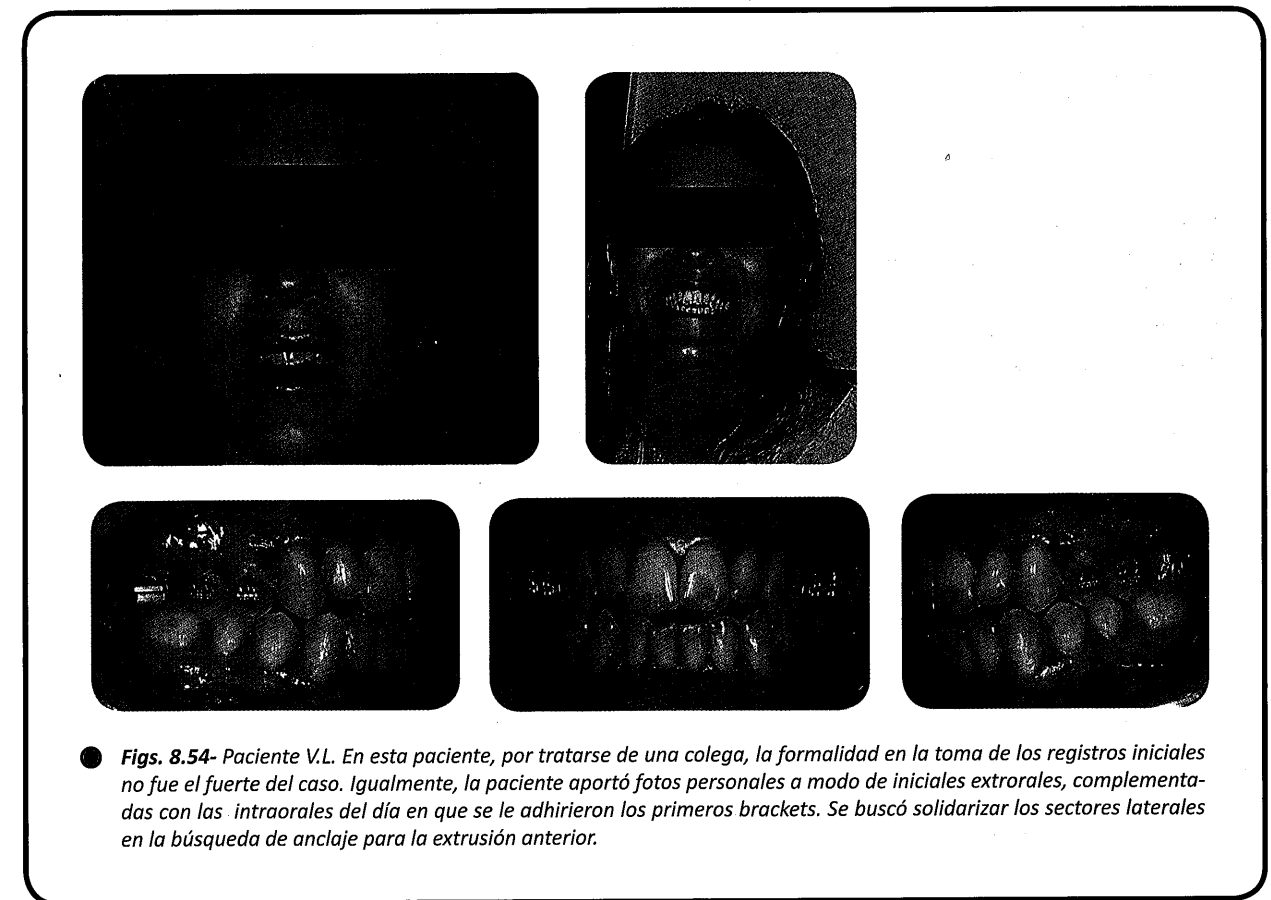 Figs. 8.54- Paciente V.L. En esta paciente, por tratarse de una colega, la formalidad en la toma de los registros iniciales
no fue el fuerte del caso. Igualmente, la paciente aportó fotos personales a modo de iniciales extrorales, complementa-
das con las intraorales del día en que se le adhirieron los primeros brackets. Se buscó solidarizar los sectores laterales
en la búsqueda de anclaje para la extrusión anterior.